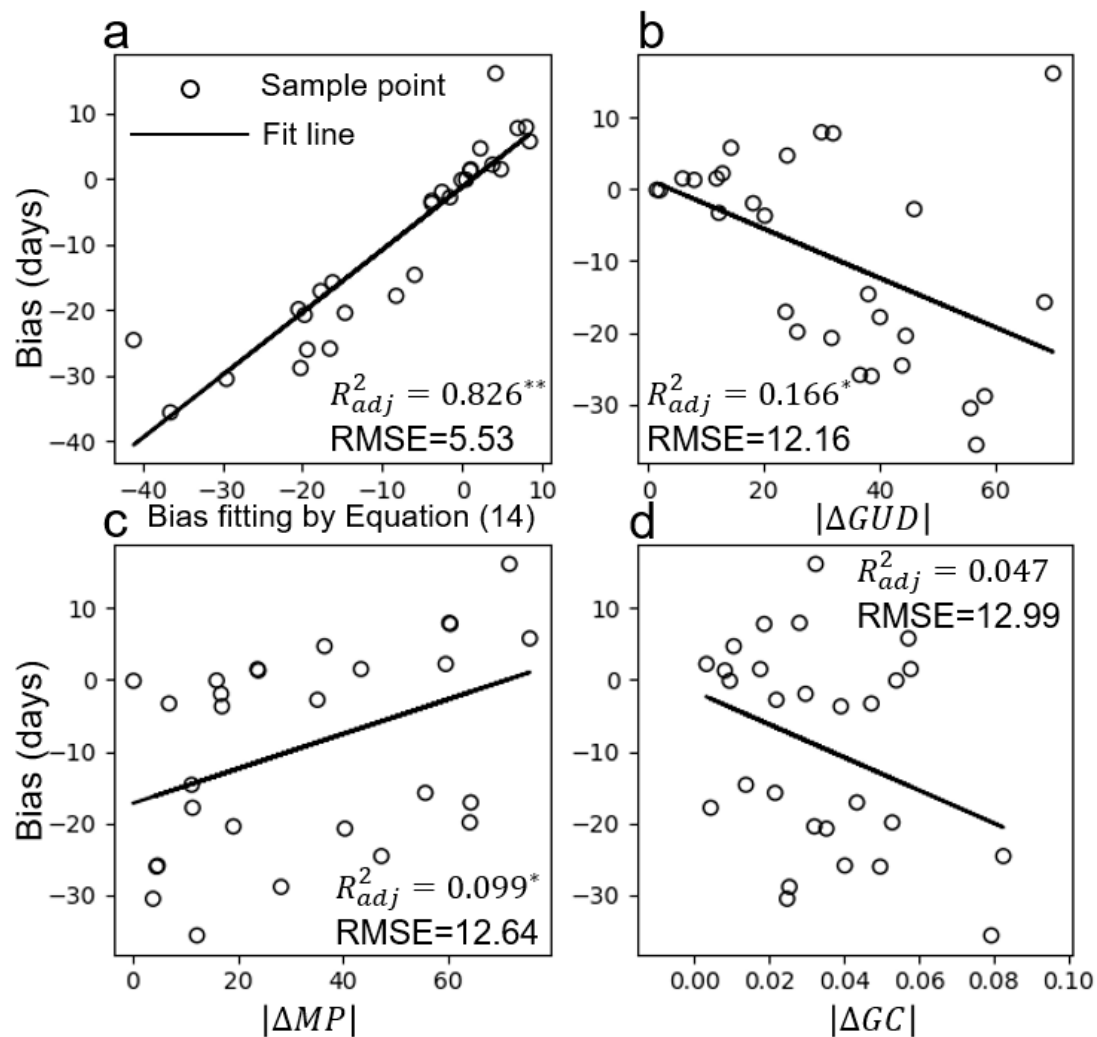 a
Sample point
Fit line
10
0
−10
−20
−30
−40
Bias (days)
R²adj = 0.826**
RMSE=5.53
−40 −30 −20 −10 0 10
Bias fitting by Equation (14)
b
10
0
−10
−20
−30
R²adj = 0.166*
RMSE=12.16
0 20 40 60
|ΔGUD|
c
10
0
−10
−20
−30
Bias (days)
R²adj = 0.099*
RMSE=12.64
0 20 40 60
|ΔMP|
d
R²adj = 0.047
RMSE=12.99
10
0
−10
−20
−30
0.00 0.02 0.04 0.06 0.08 0.10
|ΔGC|